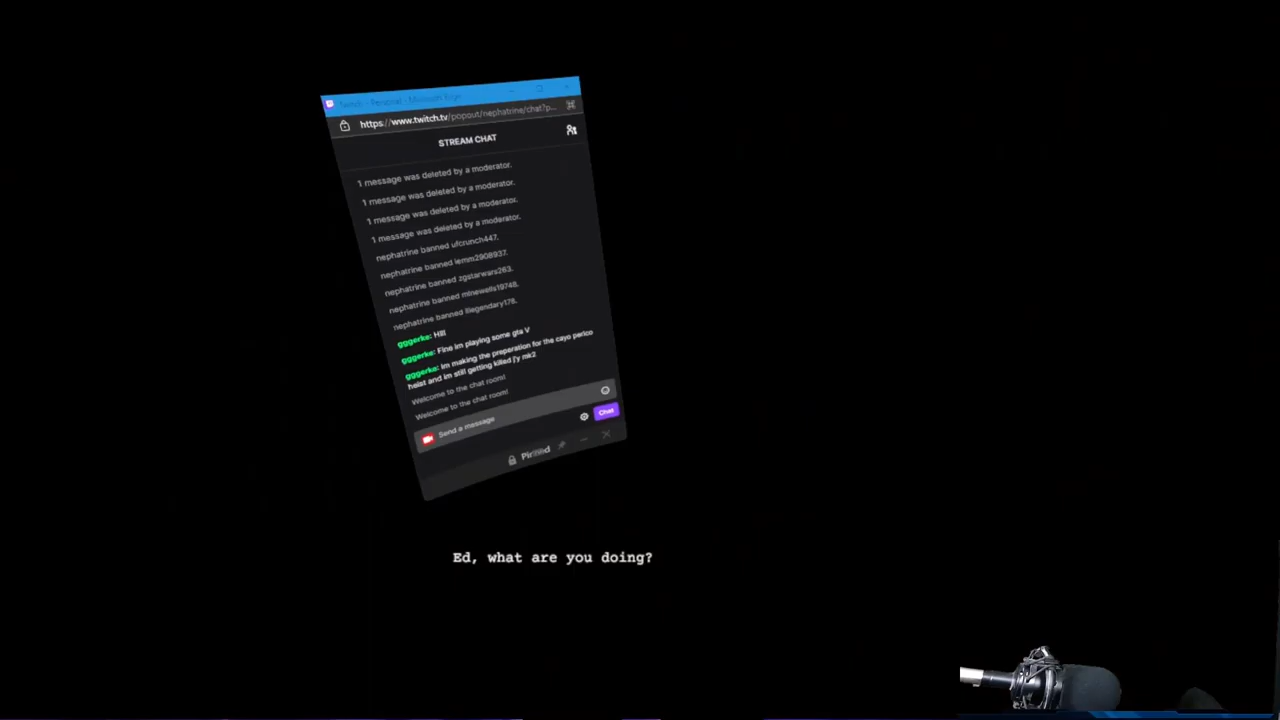 Twitch - Personal - Microsoft Edge
https://www.twitch.tv/popout/nephatrine/chat?p...
STREAM CHAT
1 message was deleted by a moderator.
1 message was deleted by a moderator.
1 message was deleted by a moderator.
1 message was deleted by a moderator.
nephatrine banned ufcrunch447.
nephatrine banned lemm2908937.
nephatrine banned zgstarwars263.
nephatrine banned minewells19748.
nephatrine banned
gggerke:
gggerke: Fine im playing some gta V
gggerke: Im making the preparation for the cayo perico
heist and im still getting killed j'y mk2
Welcome to the chat room!
Welcome to the chat room!
Send a message
Chat
Pinned
Ed, what are you doing?